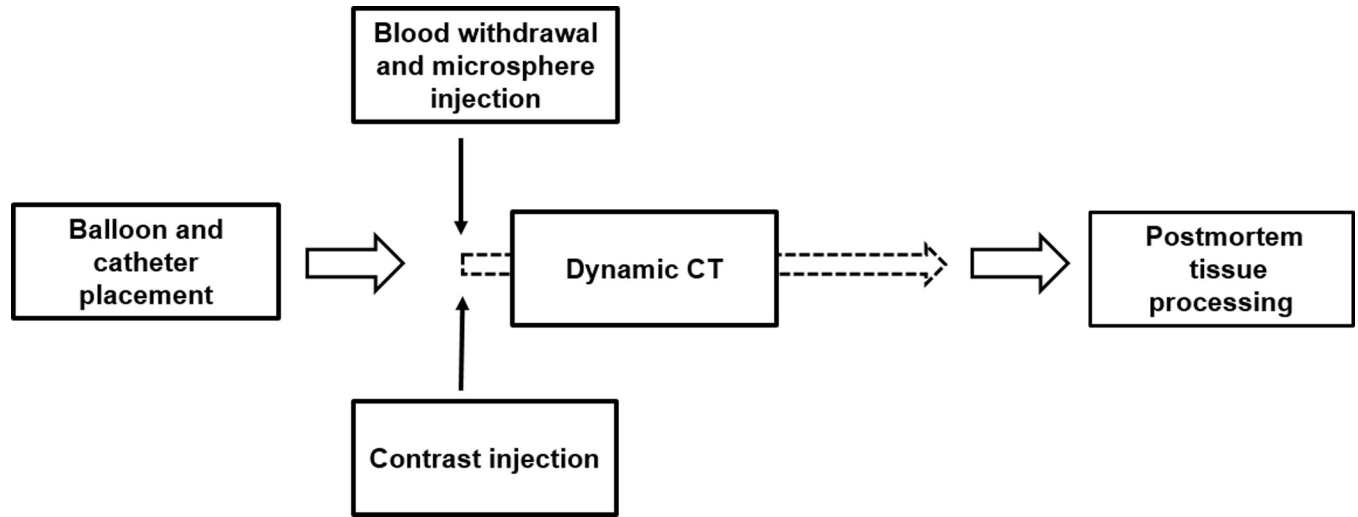 Blood withdrawal
and microsphere
injection
Balloon and
catheter
placement
Dynamic CT
Postmortem
tissue
processing
Contrast injection